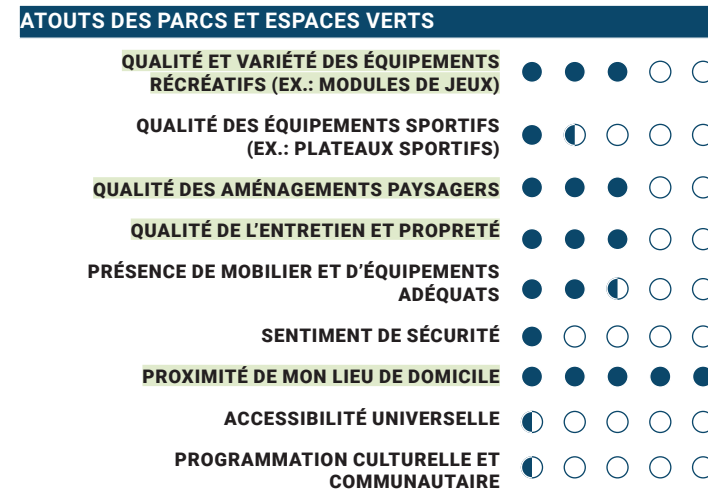 ATOUTS DES PARCS ET ESPACES VERTS
QUALITÉ ET VARIÉTÉ DES ÉQUIPEMENTS
RÉCRÉATIFS (EX.: MODULES DE JEUX)
QUALITÉ DES ÉQUIPEMENTS SPORTIFS
(EX.: PLATEAUX SPORTIFS)
QUALITÉ DES AMÉNAGEMENTS PAYSAGERS
QUALITÉ DE L'ENTRETIEN ET PROPRETÉ
PRÉSENCE DE MOBILIER ET D'ÉQUIPEMENTS
ADÉQUATS
SENTIMENT DE SÉCURITÉ
PROXIMITÉ DE MON LIEU DE DOMICILE
ACCESSIBILITÉ UNIVERSELLE
PROGRAMMATION CULTURELLE ET
COMMUNAUTAIRE